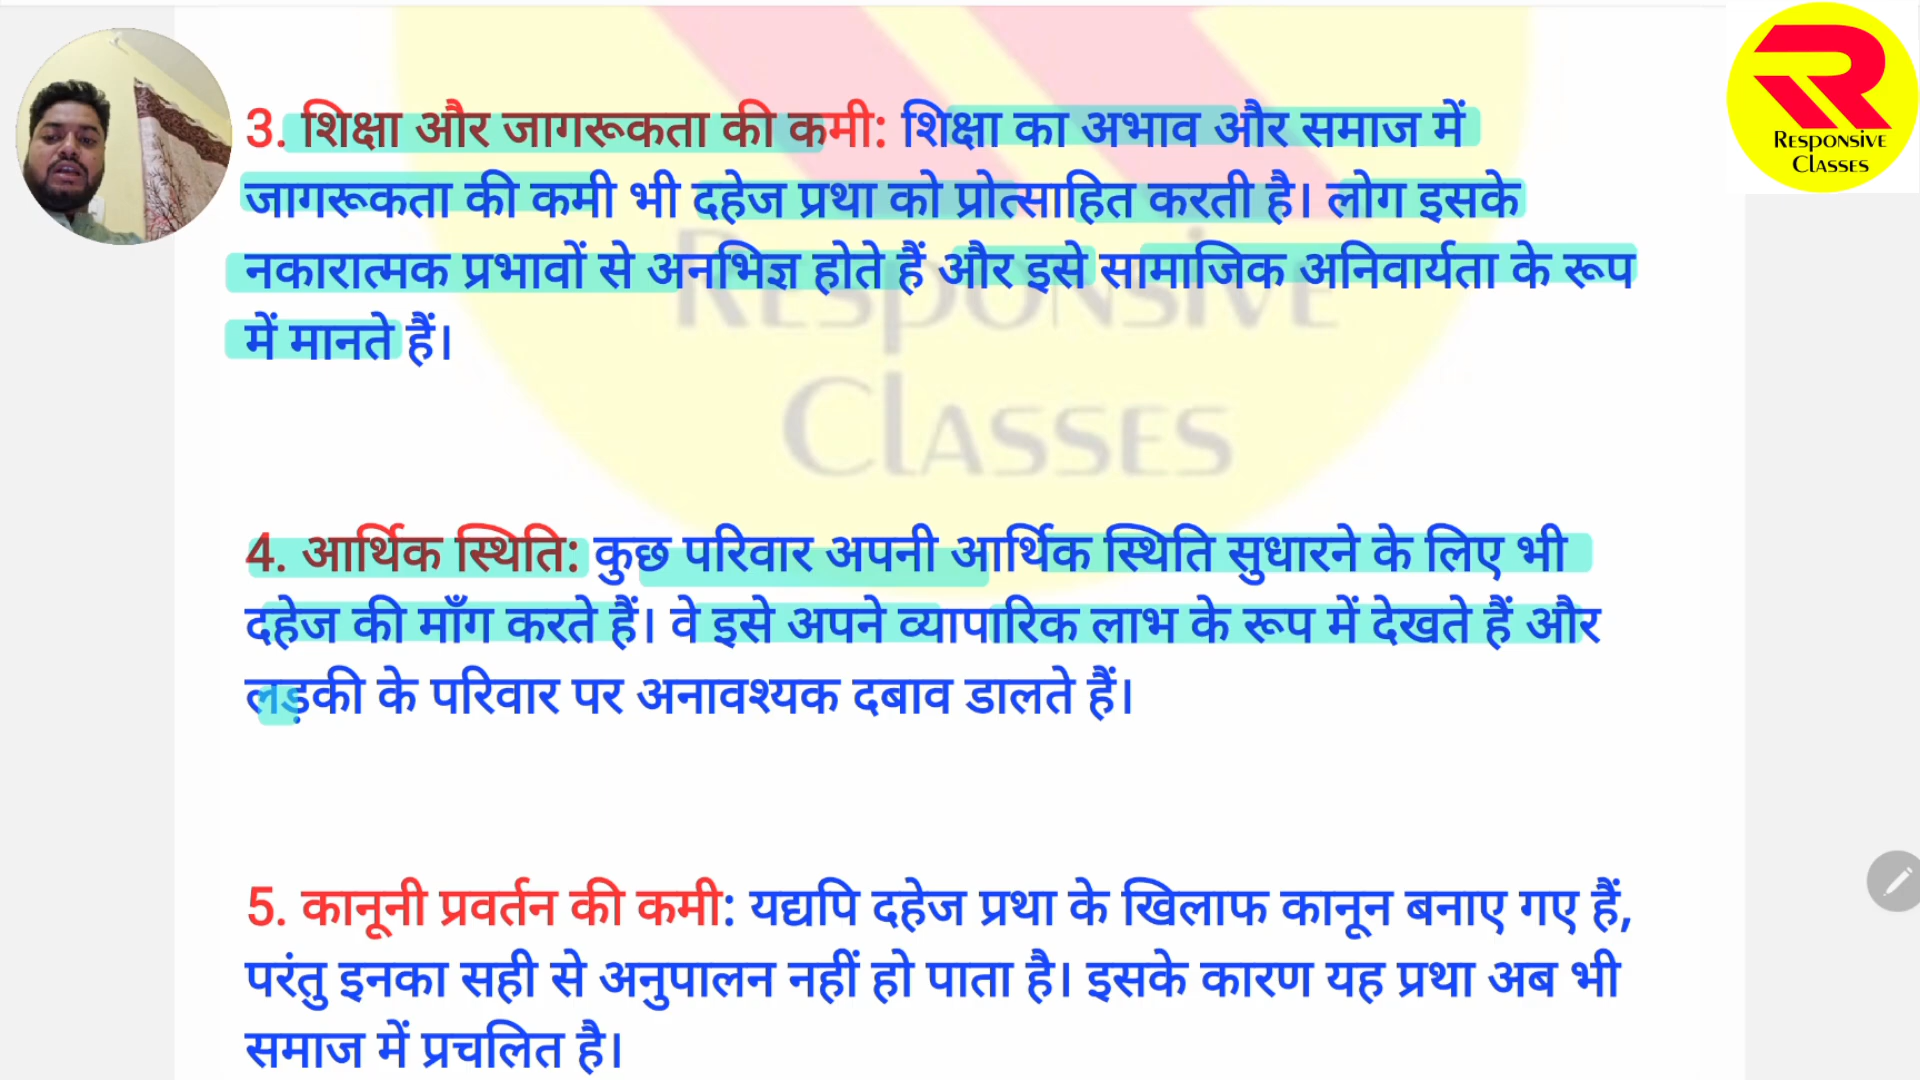 3. शिक्षा और जागरूकता की कमी: शिक्षा का अभाव और समाज में
जागरूकता की कमी भी दहेज प्रथा को प्रोत्साहित करती है। लोग इसके
नकारात्मक प्रभावों से अनभिज्ञ होते हैं और इसे सामाजिक अनिवार्यता के रूप
में मानते हैं।
4. आर्थिक स्थिति: कुछ परिवार अपनी आर्थिक स्थिति सुधारने के लिए भी
दहेज की माँग करते हैं। वे इसे अपने व्यापारिक लाभ के रूप में देखते हैं और
लड़की के परिवार पर अनावश्यक दबाव डालते हैं।
5. कानूनी प्रवर्तन की कमी: यद्यपि दहेज प्रथा के खिलाफ कानून बनाए गए हैं,
परंतु इनका सही से अनुपालन नहीं हो पाता है। इसके कारण यह प्रथा अब भी
समाज में प्रचलित है।
Responsive
Classes
Responsive
Classes